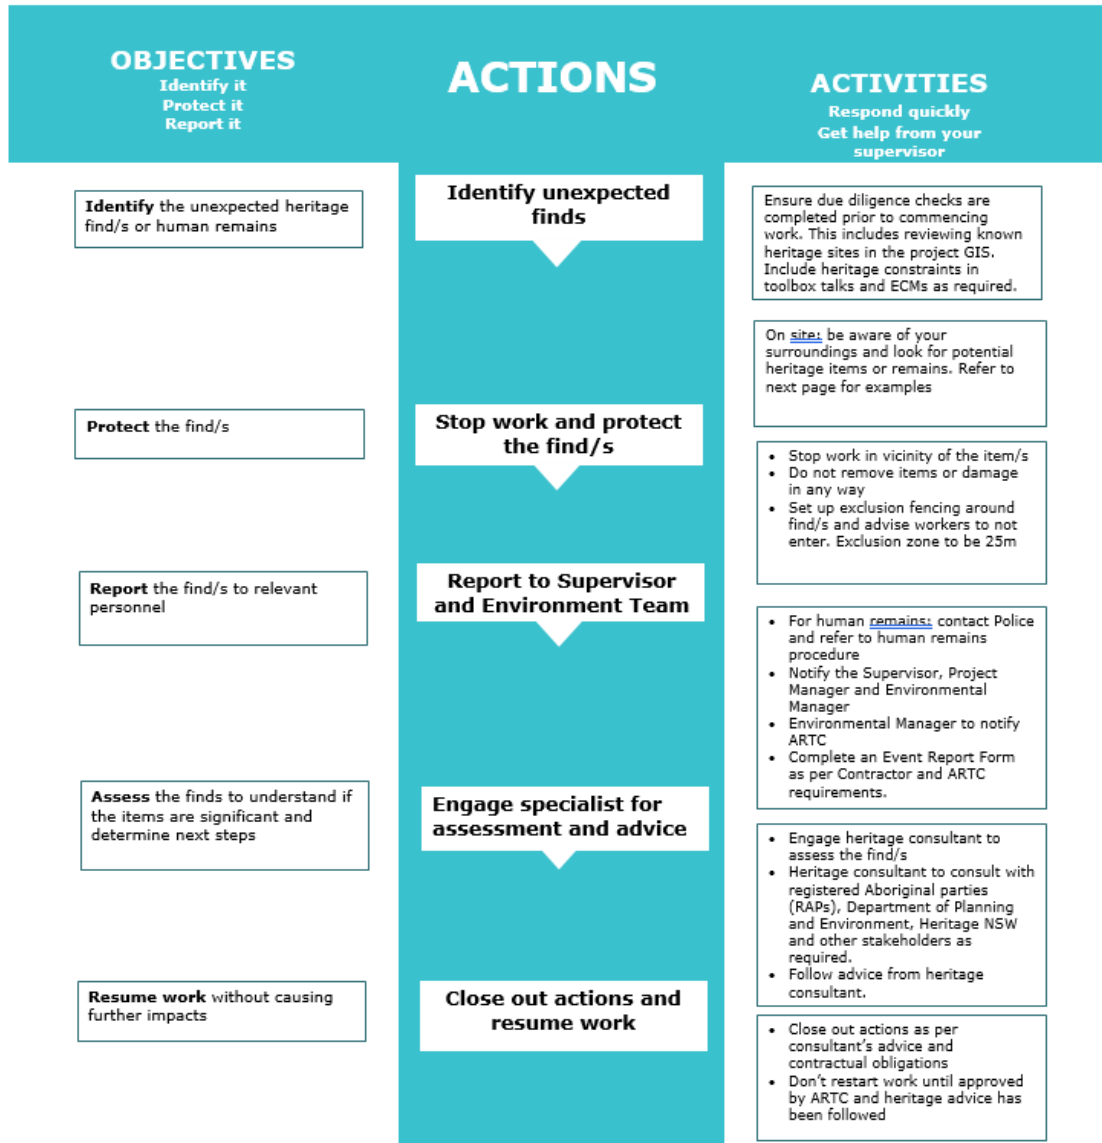 OBJECTIVES
Identify it
Protect it
Report it
ACTIONS
ACTIVITIES
Respond quickly
Get help from your
supervisor
Identify the unexpected heritage
find/s or human remains
Identify unexpected
finds
Ensure due diligence checks are
completed prior to commencing
work. This includes reviewing known
heritage sites in the project GIS.
Include heritage constraints in
toolbox talks and ECMs as required.
On site: be aware of your
surroundings and look for potential
heritage items or remains. Refer to
next page for examples
Protect the find/s
Stop work and protect
the find/s
• Stop work in vicinity of the item/s
• Do not remove items or damage
in any way
• Set up exclusion fencing around
find/s and advise workers to not
enter. Exclusion zone to be 25m
Report the find/s to relevant
personnel
Report to Supervisor
and Environment Team
• For human remains: contact Police
and refer to human remains
procedure
• Notify the Supervisor, Project
Manager and Environmental
Manager
• Environmental Manager to notify
ARTC
• Complete an Event Report Form
as per Contractor and ARTC
requirements.
Assess the finds to understand if
the items are significant and
determine next steps
Engage specialist for
assessment and advice
• Engage heritage consultant to
assess the find/s
• Heritage consultant to consult with
registered Aboriginal parties
(RAPs), Department of Planning
and Environment, Heritage NSW
and other stakeholders as
required.
• Follow advice from heritage
consultant.
Resume work without causing
further impacts
Close out actions and
resume work
• Close out actions as per
consultant's advice and
contractual obligations
• Don't restart work until approved
by ARTC and heritage advice has
been followed